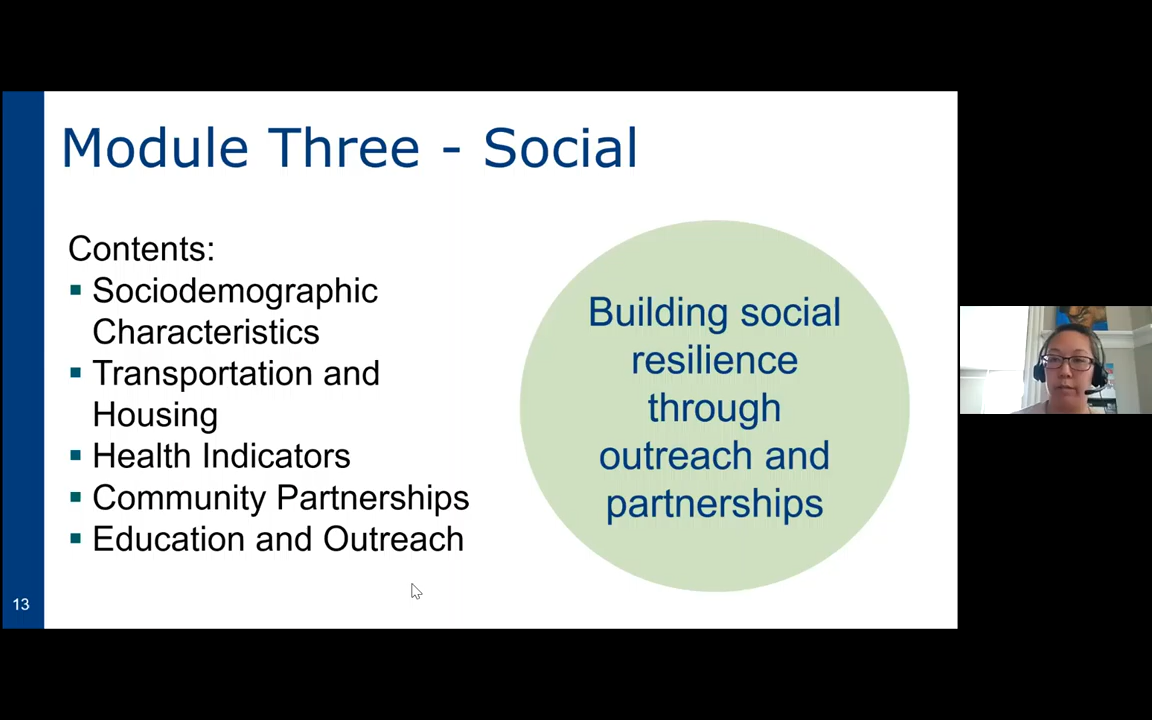 Module Three - Social
Contents:
▪ Sociodemographic
Characteristics
▪ Transportation and
Housing
▪ Health Indicators
▪ Community Partnerships
▪ Education and Outreach
Building social
resilience
through
outreach and
partnerships
13